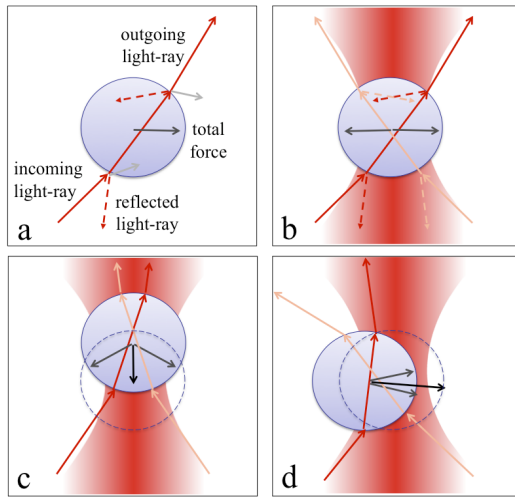 outgoing
light-ray
total
force
incoming
light-ray
reflected
light-ray
a
b
c
d